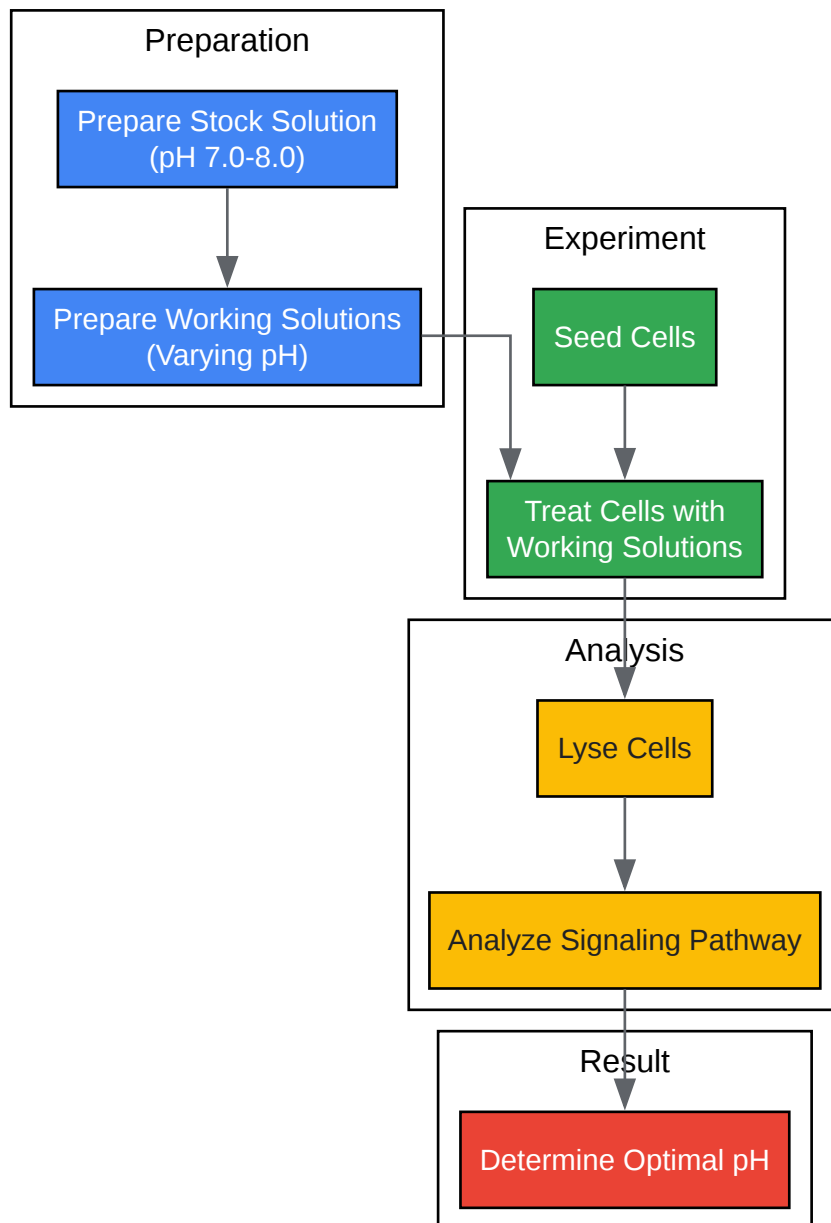 Preparation
Prepare Stock Solution
(pH 7.0-8.0)
Prepare Working Solutions
(Varying pH)
Experiment
Seed Cells
Treat Cells with
Working Solutions
Analysis
Lyse Cells
Analyze Signaling Pathway
Result
Determine Optimal pH